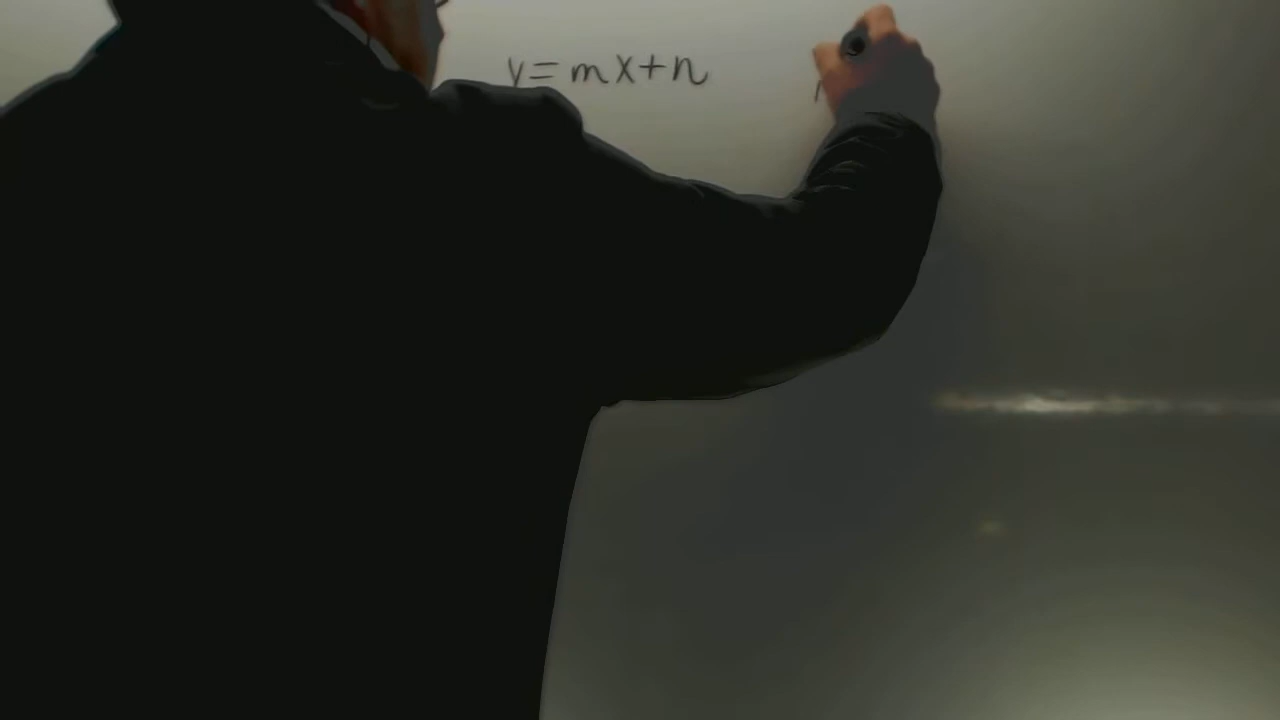 y = mx + n